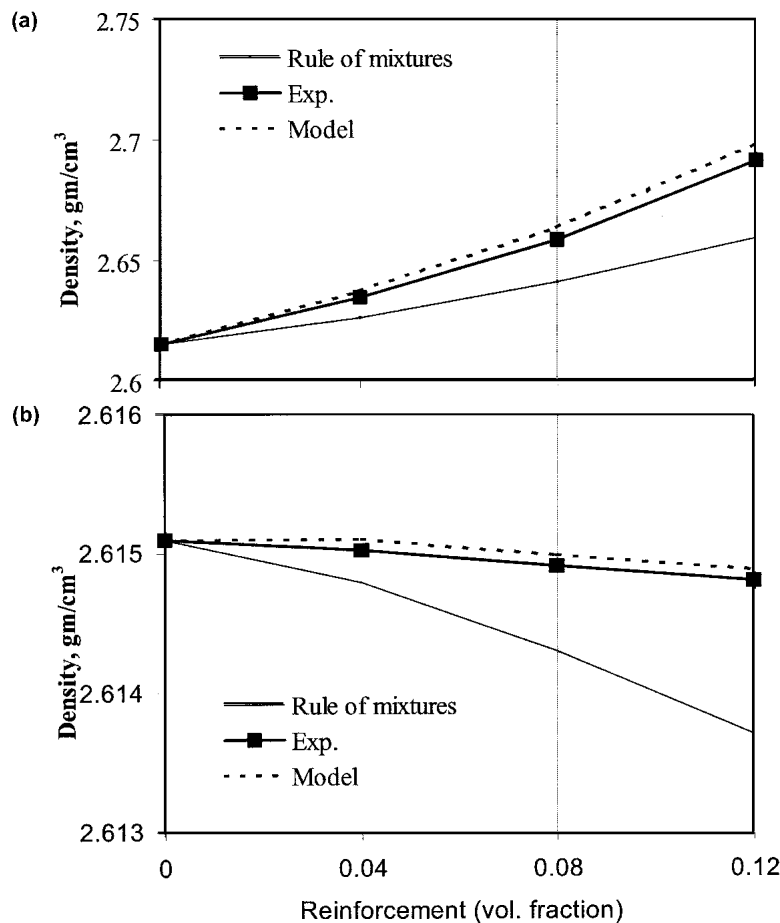 (a)
2.75
2.7
2.65
2.6
Density, gm/cm³
Rule of mixtures
Exp.
Model
(b)
2.616
2.615
2.614
2.613
Density, gm/cm³
Rule of mixtures
Exp.
Model
0 0.04 0.08 0.12
Reinforcement (vol. fraction)